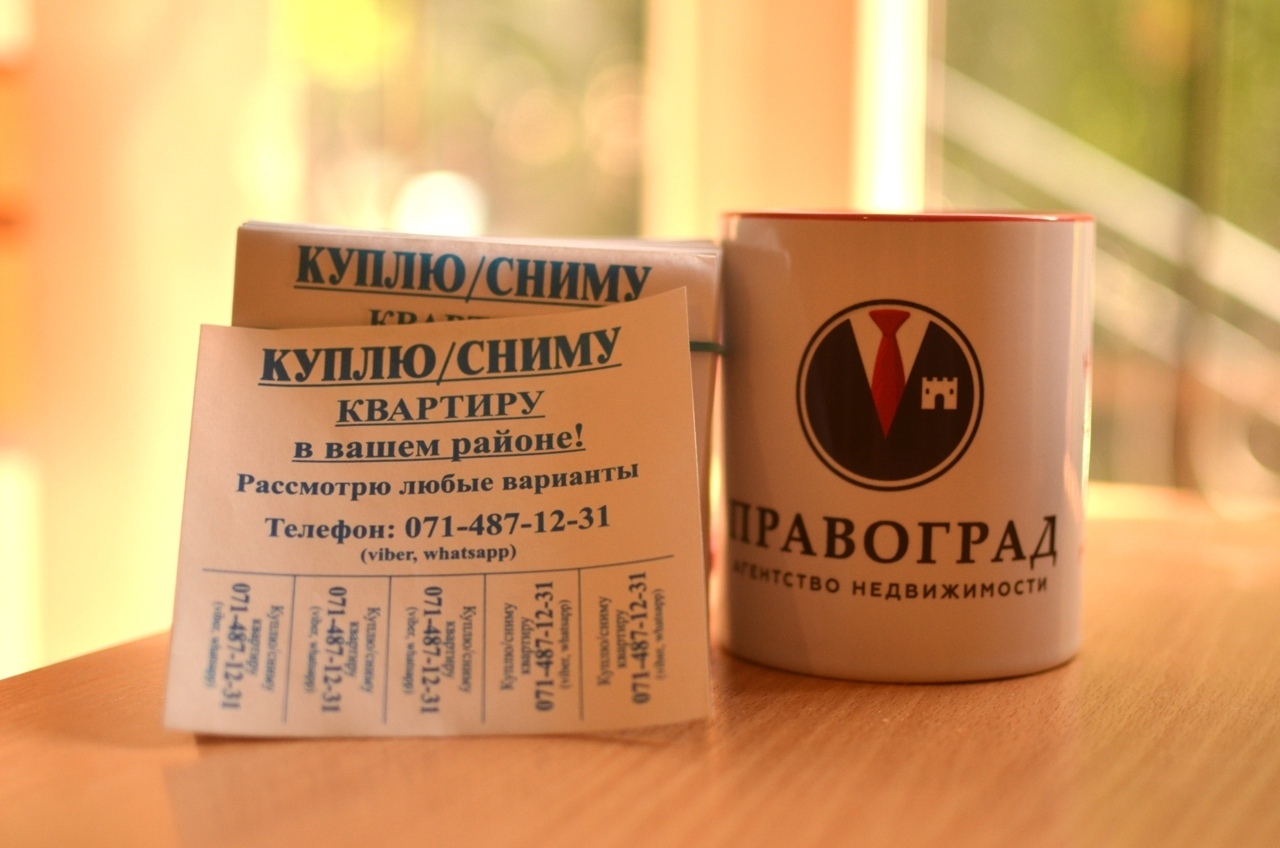 КУПЛЮ/СНИМУ
КУПЛЮ/СНИМУ
КВАРТИРУ
в вашем районе!
Рассмотрю любые варианты
Телефон: 071-487-12-31
(viber, whatsapp)
Куплю/сниму
квартиру
071-487-12-31
(viber, whatsapp)
Куплю/сниму
квартиру
071-487-12-31
(viber, whatsapp)
Куплю/сниму
квартиру
071-487-12-31
(viber, whatsapp)
Куплю/сниму
квартиру
071-487-12-31
(viber, whatsapp)
Куплю/сниму
квартиру
071-487-12-31
(viber, whatsapp)
ПРАВОГРАД
АГЕНТСТВО НЕДВИЖИМОСТИ